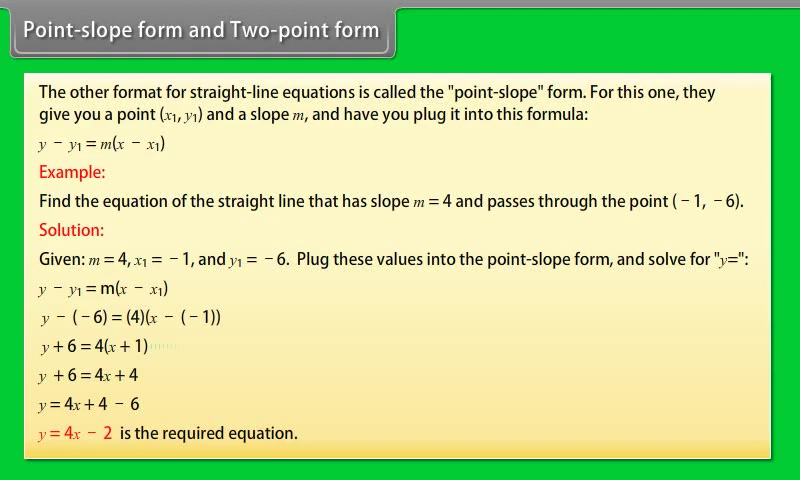 Point-slope form and Two-point form
The other format for straight-line equations is called the "point-slope" form. For this one, they
give you a point (x₁, y₁) and a slope m, and have you plug it into this formula:
y − y₁ = m(x − x₁)
Example:
Find the equation of the straight line that has slope m = 4 and passes through the point (−1, −6).
Solution:
Given: m = 4, x₁ = −1, and y₁ = −6. Plug these values into the point-slope form, and solve for "y=":
y − y₁ = m(x − x₁)
y − (−6) = (4)(x − (−1))
y + 6 = 4(x + 1)
y + 6 = 4x + 4
y = 4x + 4 − 6
y = 4x − 2 is the required equation.